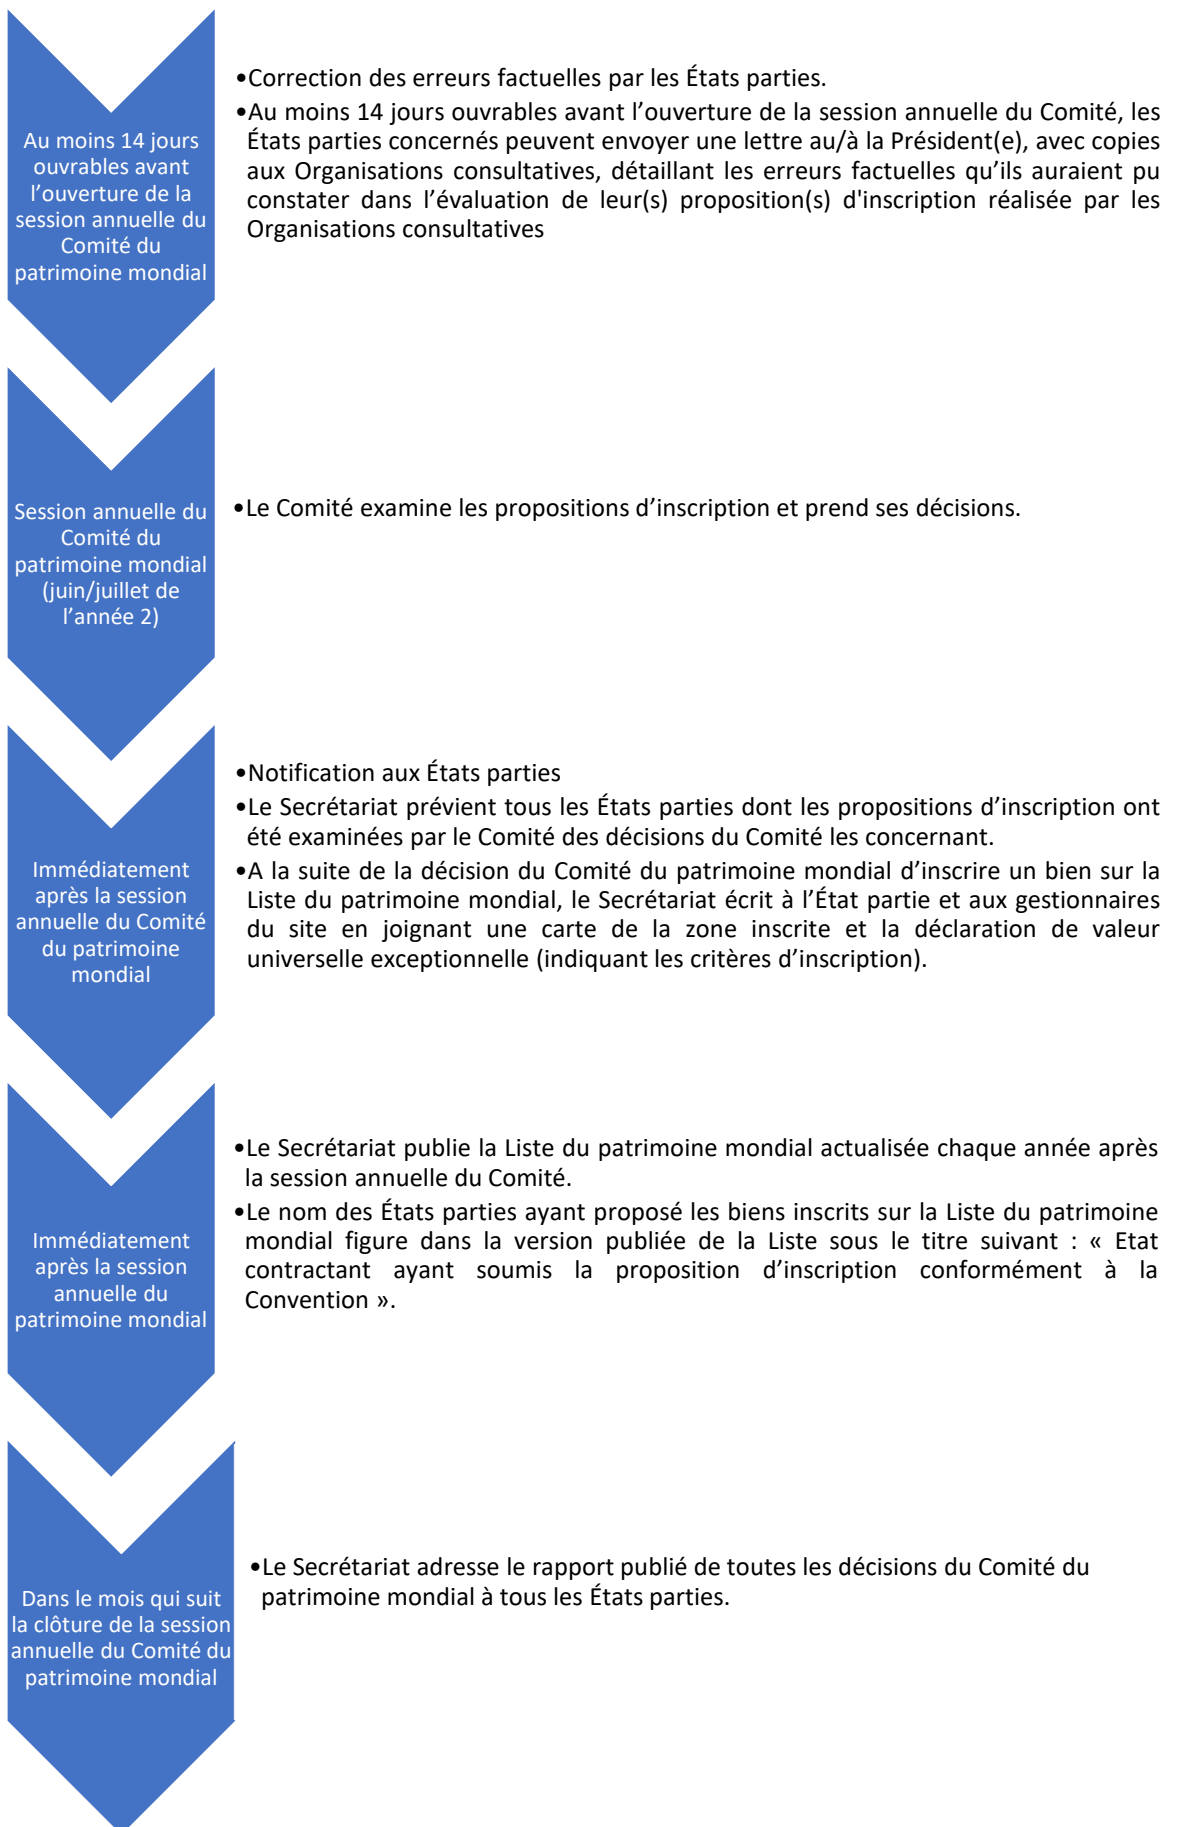 Au moins 14 jours
ouvrables avant
l’ouverture de la
session annuelle du
Comité du
patrimoine mondial
•Correction des erreurs factuelles par les États parties.
•Au moins 14 jours ouvrables avant l’ouverture de la session annuelle du Comité, les
États parties concernés peuvent envoyer une lettre au/à la Président(e), avec copies
aux Organisations consultatives, détaillant les erreurs factuelles qu’ils auraient pu
constater dans l’évaluation de leur(s) proposition(s) d'inscription réalisée par les
Organisations consultatives
Session annuelle du
Comité du
patrimoine mondial
(juin/juillet de
l’année 2)
•Le Comité examine les propositions d’inscription et prend ses décisions.
Immédiatement
après la session
annuelle du Comité
du patrimoine
mondial
•Notification aux États parties
•Le Secrétariat prévient tous les États parties dont les propositions d’inscription ont
été examinées par le Comité des décisions du Comité les concernant.
•A la suite de la décision du Comité du patrimoine mondial d’inscrire un bien sur la
Liste du patrimoine mondial, le Secrétariat écrit à l’État partie et aux gestionnaires
du site en joignant une carte de la zone inscrite et la déclaration de valeur
universelle exceptionnelle (indiquant les critères d’inscription).
Immédiatement
après la session
annuelle du
patrimoine mondial
•Le Secrétariat publie la Liste du patrimoine mondial actualisée chaque année après
la session annuelle du Comité.
•Le nom des États parties ayant proposé les biens inscrits sur la Liste du patrimoine
mondial figure dans la version publiée de la Liste sous le titre suivant : « Etat
contractant ayant soumis la proposition d’inscription conformément à la
Convention ».
Dans le mois qui suit
la clôture de la session
annuelle du Comité du
patrimoine mondial
•Le Secrétariat adresse le rapport publié de toutes les décisions du Comité du
patrimoine mondial à tous les États parties.